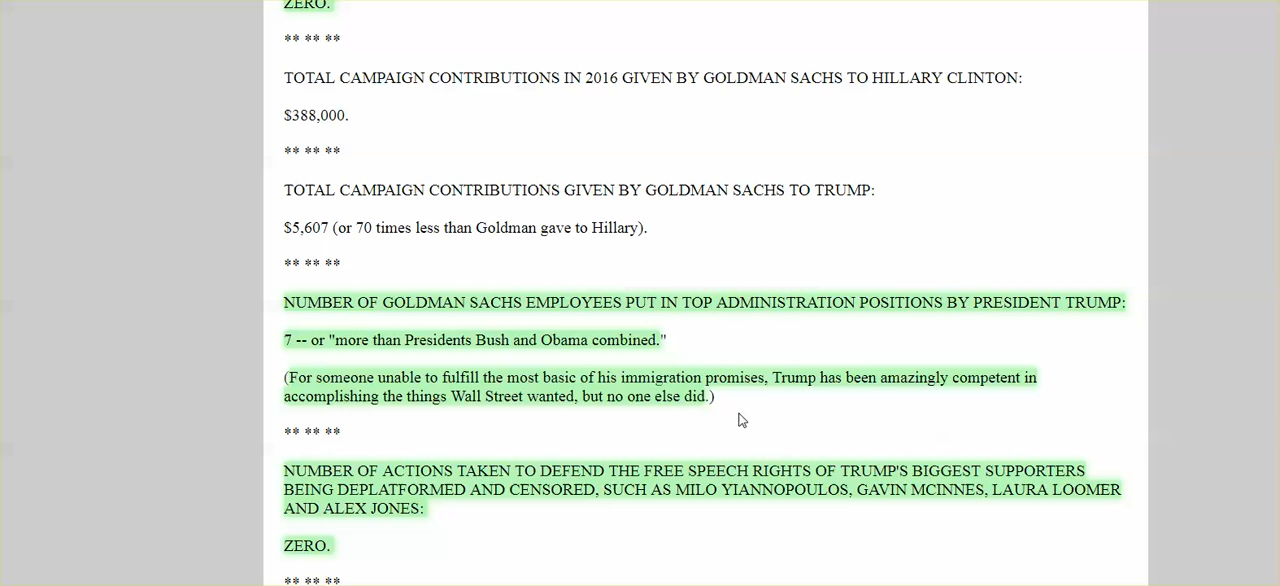 ZERO.
** ** **
TOTAL CAMPAIGN CONTRIBUTIONS IN 2016 GIVEN BY GOLDMAN SACHS TO HILLARY CLINTON:
$388,000.
** ** **
TOTAL CAMPAIGN CONTRIBUTIONS GIVEN BY GOLDMAN SACHS TO TRUMP:
$5,607 (or 70 times less than Goldman gave to Hillary).
** ** **
NUMBER OF GOLDMAN SACHS EMPLOYEES PUT IN TOP ADMINISTRATION POSITIONS BY PRESIDENT TRUMP:
7 -- or "more than Presidents Bush and Obama combined."
(For someone unable to fulfill the most basic of his immigration promises, Trump has been amazingly competent in
accomplishing the things Wall Street wanted, but no one else did.)
** ** **
NUMBER OF ACTIONS TAKEN TO DEFEND THE FREE SPEECH RIGHTS OF TRUMP'S BIGGEST SUPPORTERS
BEING DEPLATFORMED AND CENSORED, SUCH AS MILO YIANNOPOULOS, GAVIN MCINNES, LAURA LOOMER
AND ALEX JONES:
ZERO.
** ** **